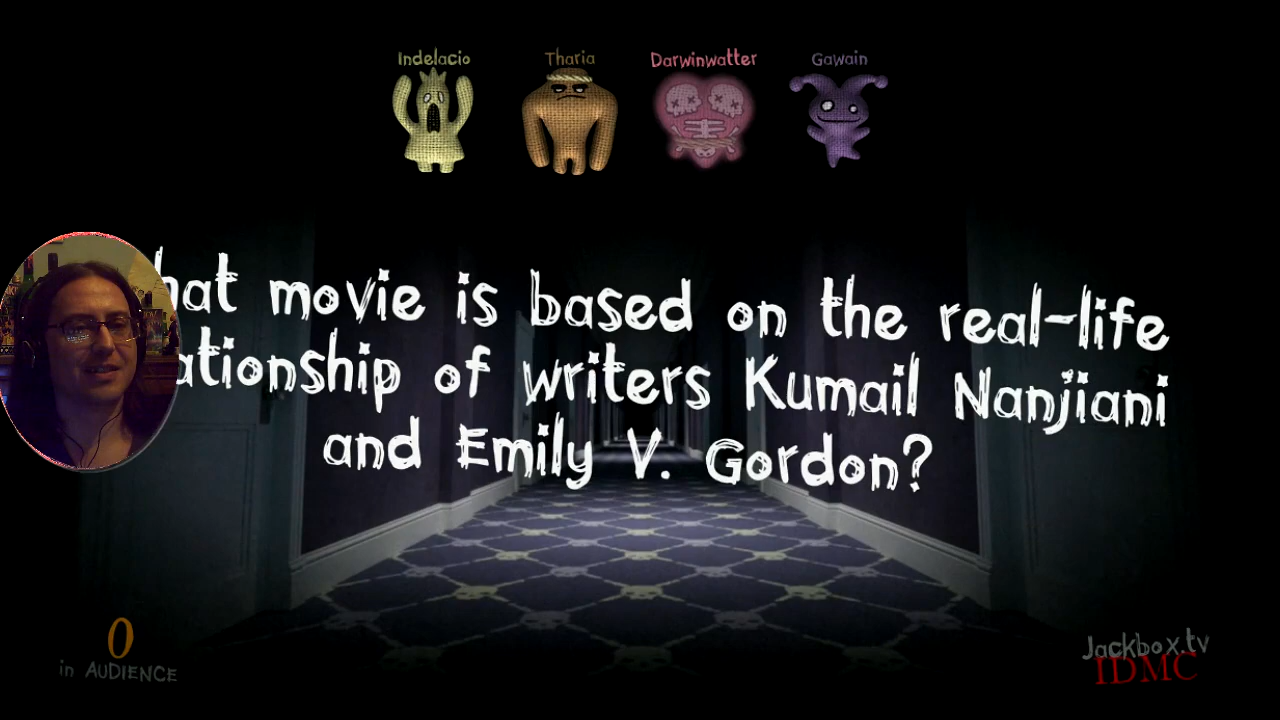 Indelacio Tharia Darwinwatter Gawain
hat movie is based on the real-life
ationship of writers Kumail Nanjiani
and Emily V. Gordon?
0
in AUDIENCE
Jackbox.tv
IDMC